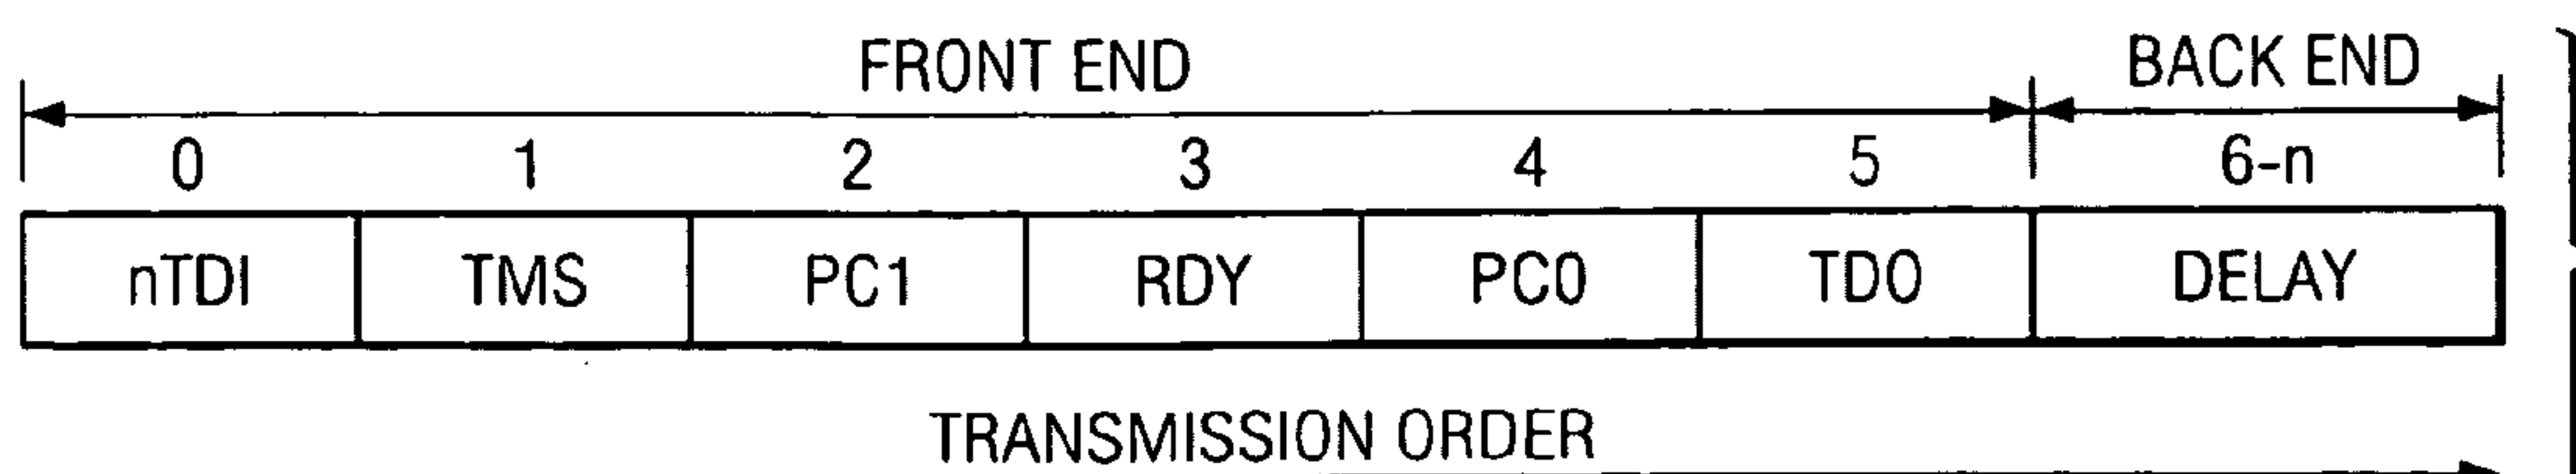 FRONT END BACK END
0 1 2 3 4 5 6-n
nTDI TMS PC1 RDY PC0 TDO DELAY
TRANSMISSION ORDER